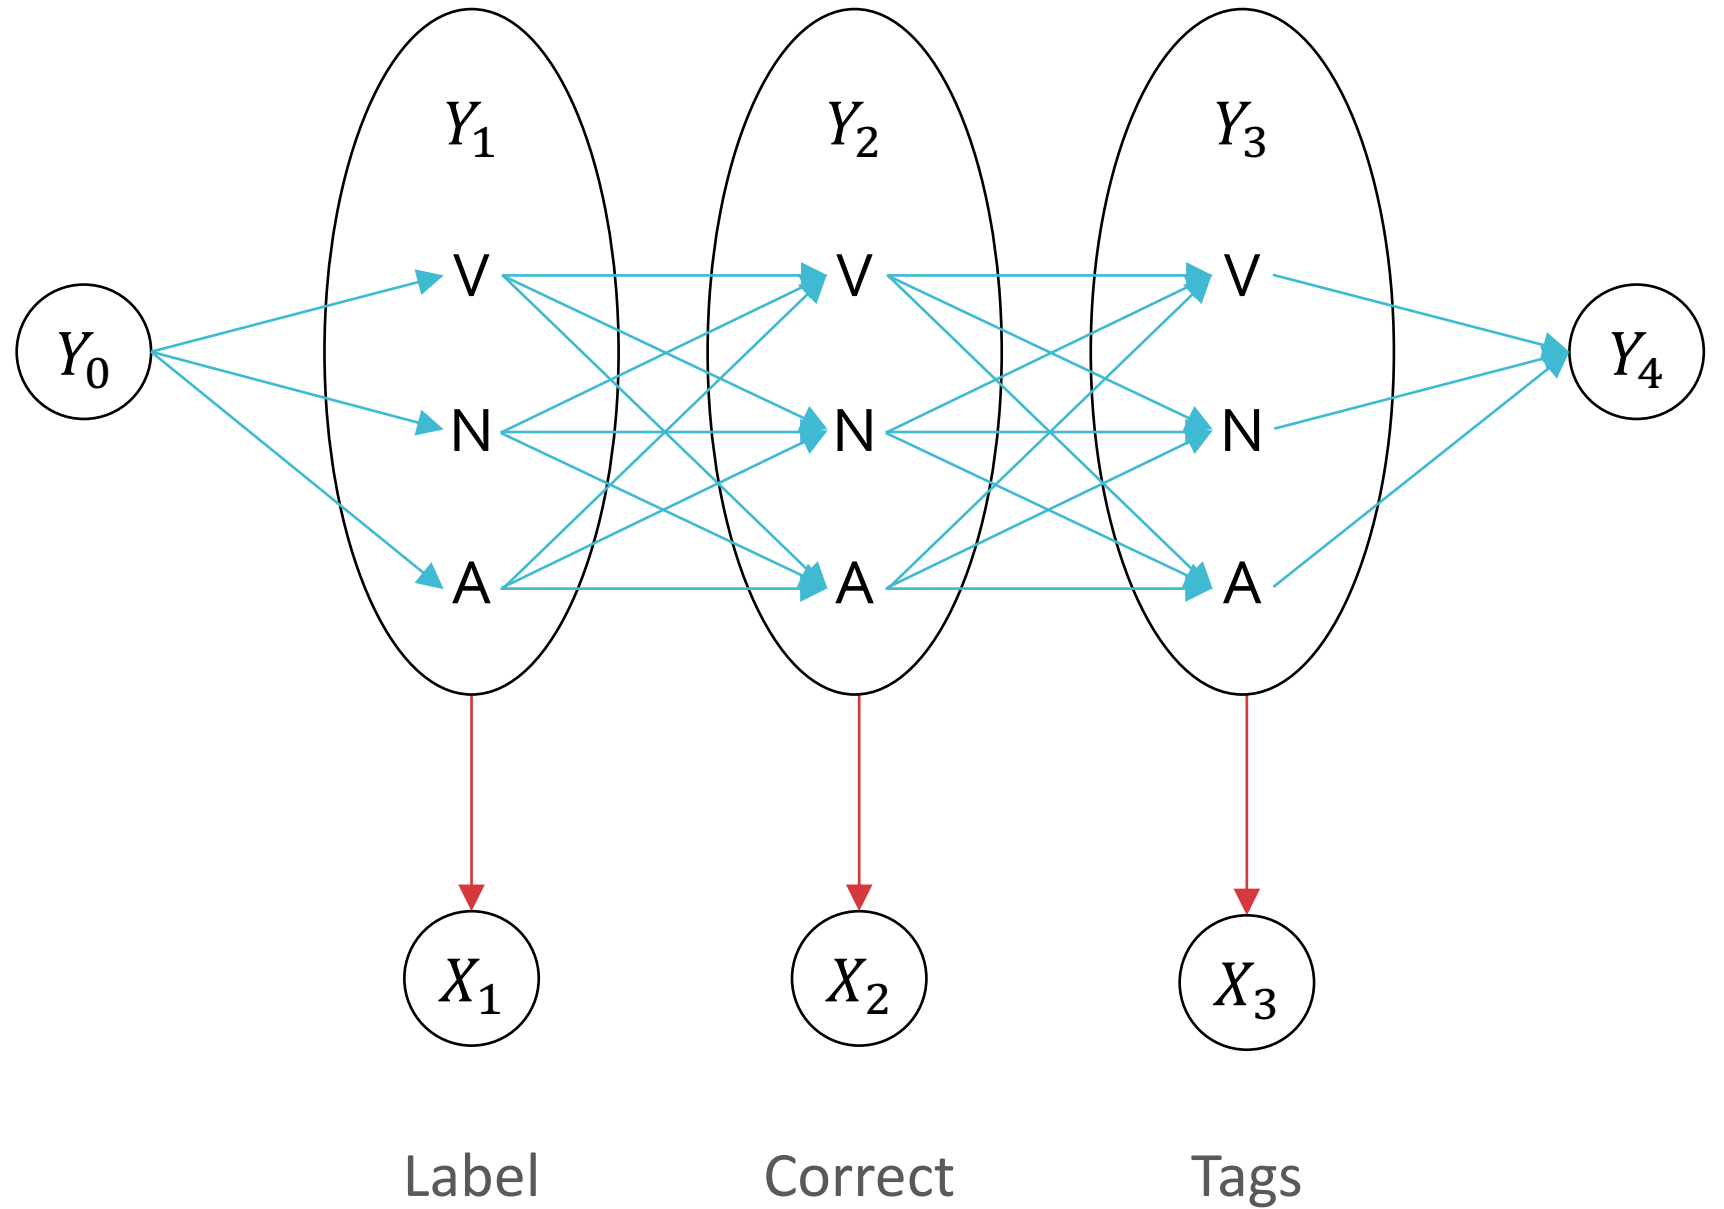 Y₁ Y₂ Y₃
V V V
Y₀ Y₄
N N N
A A A
X₁ X₂ X₃
Label Correct Tags